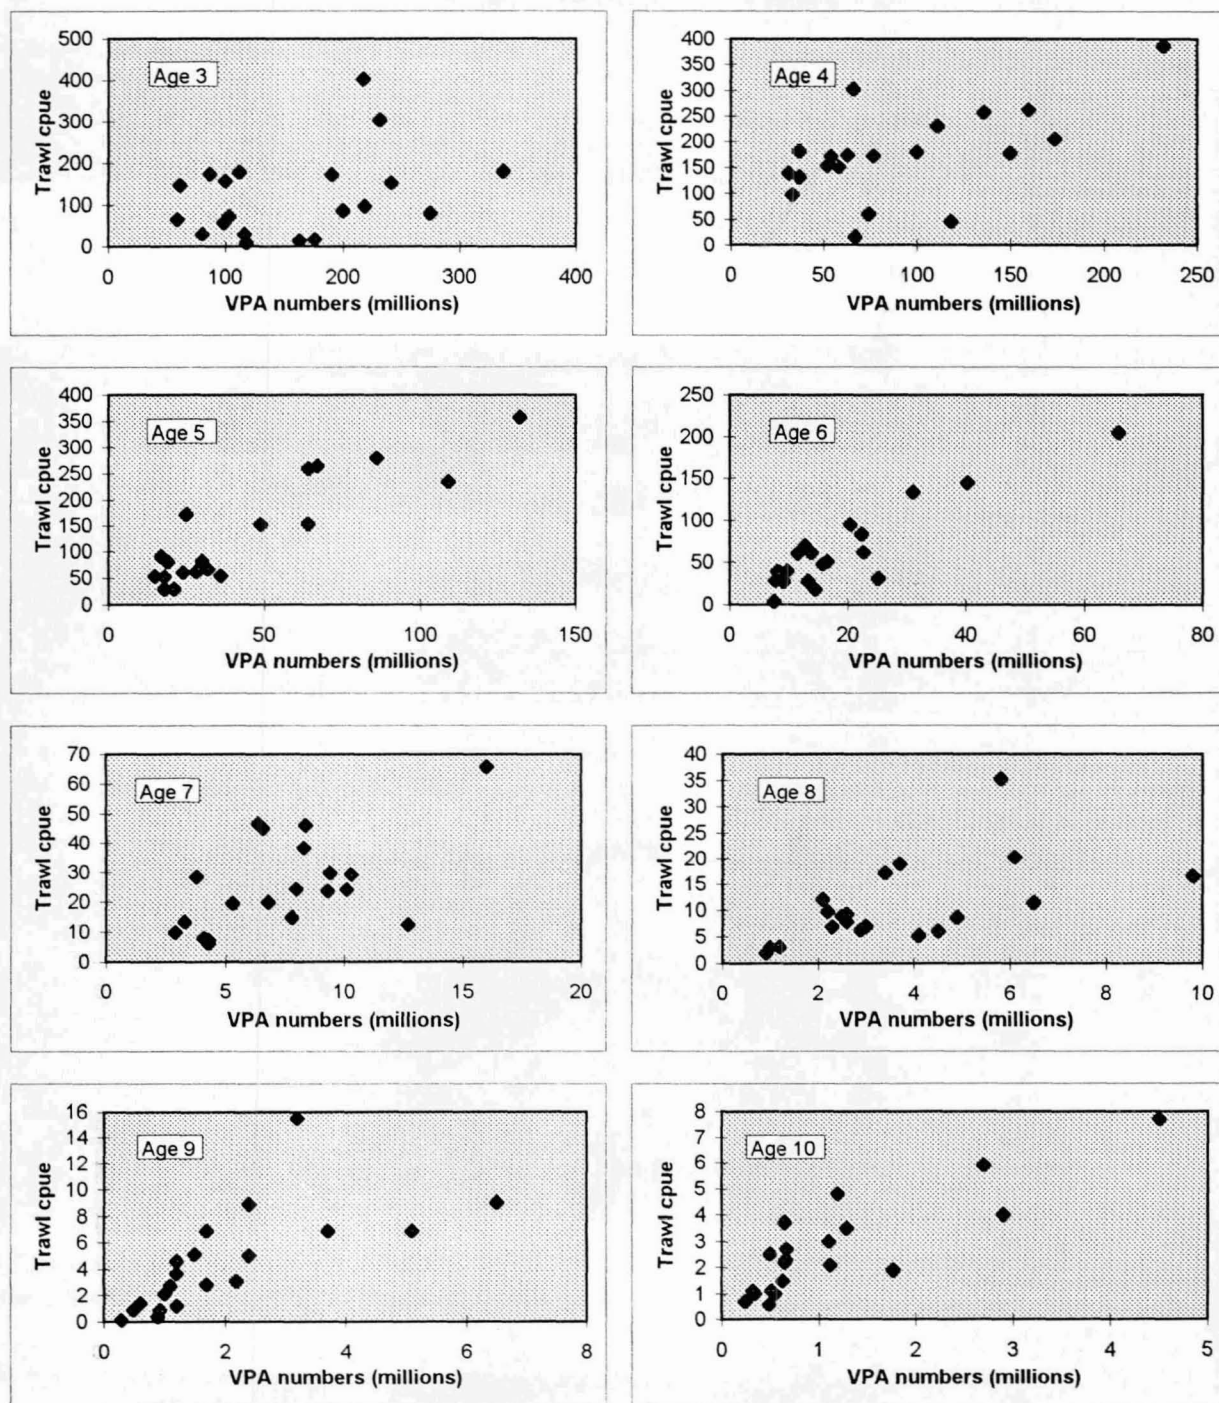 Age 3
Trawl cpue
500
400
300
200
100
0
0 100 200 300 400
VPA numbers (millions)
Age 4
Trawl cpue
400
350
300
250
200
150
100
50
0
0 50 100 150 200 250
VPA numbers (millions)
Age 5
Trawl cpue
400
350
300
250
200
150
100
50
0
0 50 100 150
VPA numbers (millions)
Age 6
Trawl cpue
250
200
150
100
50
0
0 20 40 60 80
VPA numbers (millions)
Age 7
Trawl cpue
70
60
50
40
30
20
10
0
0 5 10 15 20
VPA numbers (millions)
Age 8
Trawl cpue
40
35
30
25
20
15
10
5
0
0 2 4 6 8 10
VPA numbers (millions)
Age 9
Trawl cpue
16
14
12
10
8
6
4
2
0
0 2 4 6 8
VPA numbers (millions)
Age 10
Trawl cpue
8
7
6
5
4
3
2
1
0
0 1 2 3 4 5
VPA numbers (millions)